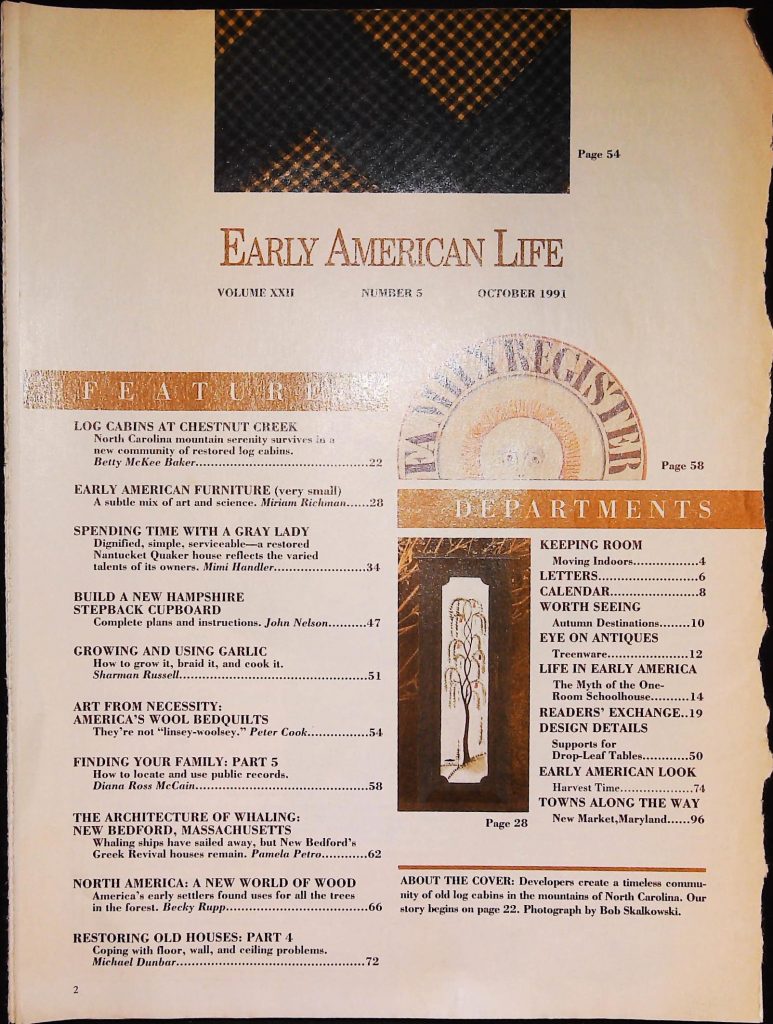 Page 54
EARLY AMERICAN LIFE
VOLUME XXII NUMBER 5 OCTOBER 1991
FAMILY REGISTER
Page 58
FEATURES
LOG CABINS AT CHESTNUT CREEK
North Carolina mountain serenity survives in a
new community of restored log cabins.
Betty McKee Baker..........22
EARLY AMERICAN FURNITURE (very small)
A subtle mix of art and science. Miriam Richman......28
SPENDING TIME WITH A GRAY LADY
Dignified, simple, serviceable—a restored
Nantucket Quaker house reflects the varied
talents of its owners. Mimi Handler..........34
BUILD A NEW HAMPSHIRE
STEPBACK CUPBOARD
Complete plans and instructions. John Nelson.........47
GROWING AND USING GARLIC
How to grow it, braid it, and cook it.
Sharman Russell..........51
ART FROM NECESSITY:
AMERICA'S WOOL BEDQUILTS
They're not "linsey-woolsey." Peter Cook..........54
FINDING YOUR FAMILY: PART 5
How to locate and use public records.
Diana Ross McCain..........58
THE ARCHITECTURE OF WHALING:
NEW BEDFORD, MASSACHUSETTS
Whaling ships have sailed away, but New Bedford's
Greek Revival houses remain. Pamela Petro..........62
NORTH AMERICA: A NEW WORLD OF WOOD
America's early settlers found uses for all the trees
in the forest. Becky Rupp..........66
RESTORING OLD HOUSES: PART 4
Coping with floor, wall, and ceiling problems.
Michael Dunbar..........72
2
DEPARTMENTS
KEEPING ROOM
Moving Indoors..........4
LETTERS..........6
CALENDAR..........8
WORTH SEEING
Autumn Destinations........10
EYE ON ANTIQUES
Treenware..........12
LIFE IN EARLY AMERICA
The Myth of the One-
Room Schoolhouse..........14
READERS' EXCHANGE..19
DESIGN DETAILS
Supports for
Drop-Leaf Tables..........50
EARLY AMERICAN LOOK
Harvest Time..........74
TOWNS ALONG THE WAY
New Market,Maryland......96
Page 28
ABOUT THE COVER: Developers create a timeless commu-
nity of old log cabins in the mountains of North Carolina. Our
story begins on page 22. Photograph by Bob Skalkowski.